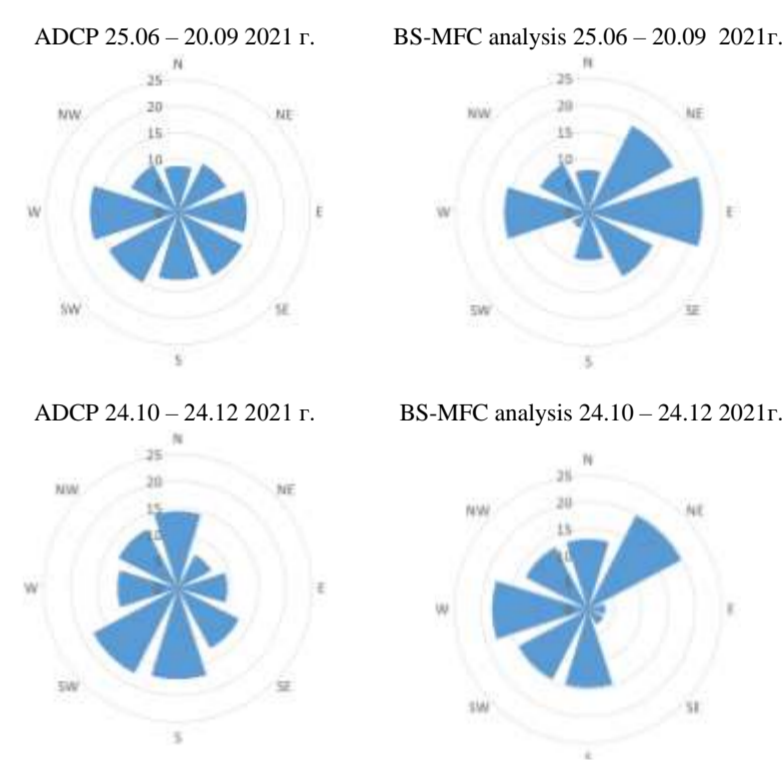 ADCP 25.06 – 20.09 2021 г.
BS-MFC analysis 25.06 – 20.09 2021г.
N
25
20
15
10
NW
NE
W
E
SW
SE
S
N
25
20
15
10
NW
NE
W
E
SW
SE
S
ADCP 24.10 – 24.12 2021 г.
BS-MFC analysis 24.10 – 24.12 2021г.
N
25
20
15
10
NW
NE
W
E
SW
SE
S
N
25
20
15
10
NW
NE
W
E
SW
SE